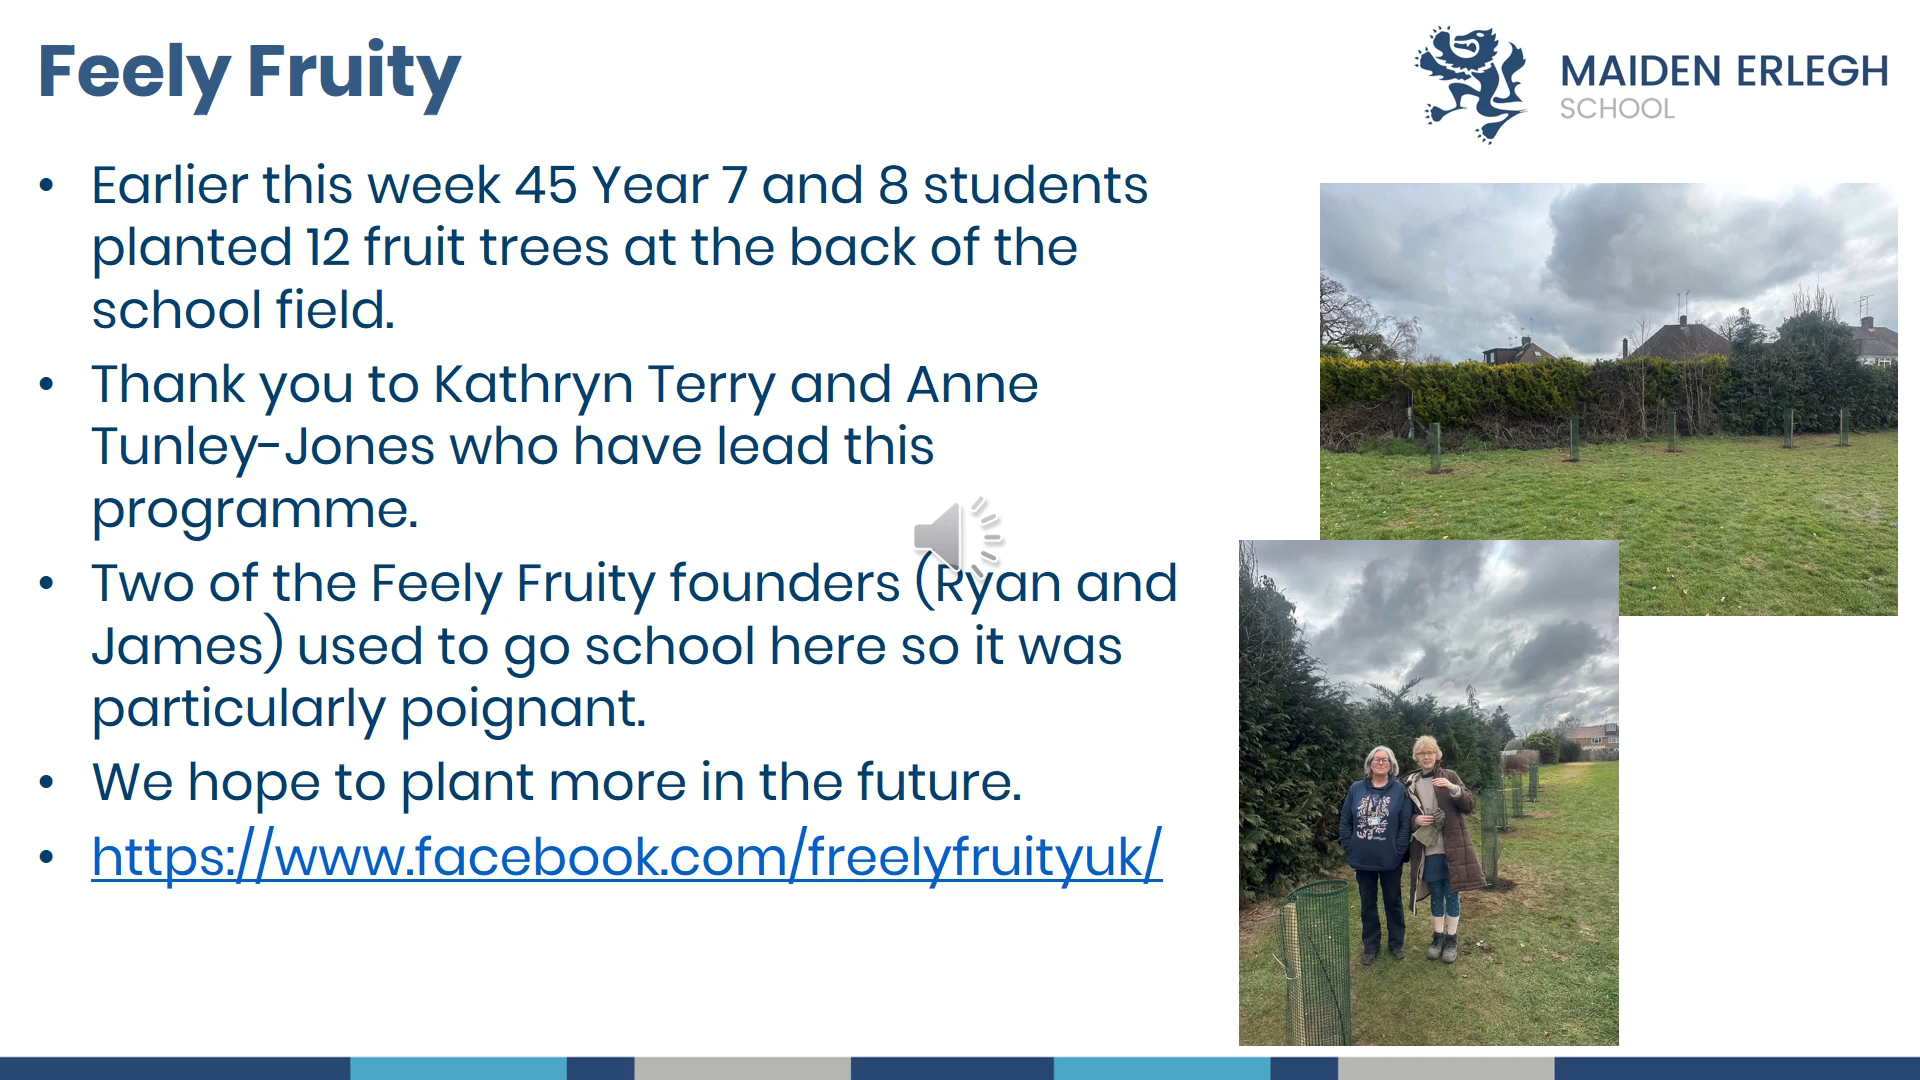 Feely Fruity
MAIDEN ERLEGH
SCHOOL
• Earlier this week 45 Year 7 and 8 students
planted 12 fruit trees at the back of the
school field.
• Thank you to Kathryn Terry and Anne
Tunley-Jones who have lead this
programme.
• Two of the Feely Fruity founders (Ryan and
James) used to go school here so it was
particularly poignant.
• We hope to plant more in the future.
• https://www.facebook.com/freelyfruityuk/